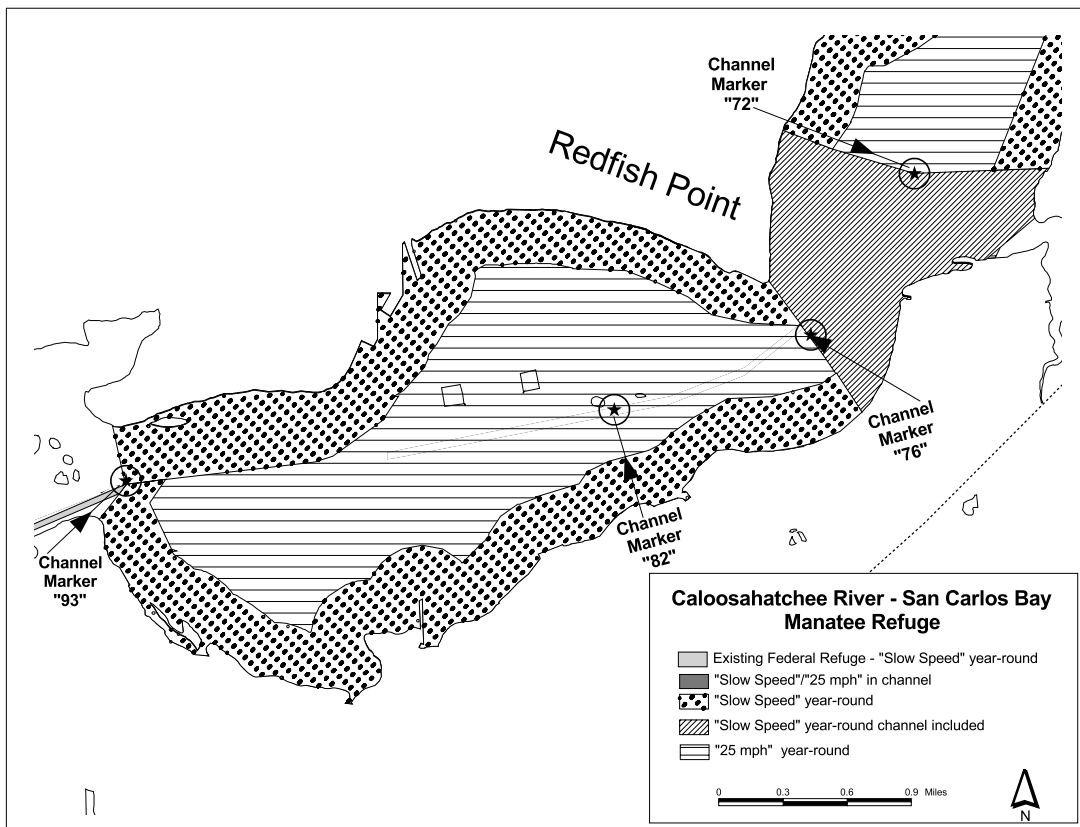 Channel
Marker
"72"
Redfish Point
Channel
Marker
"76"
Channel
Marker
"82"
Channel
Marker
"93"
Caloosahatchee River - San Carlos Bay
Manatee Refuge
Existing Federal Refuge - "Slow Speed" year-round
"Slow Speed"/"25 mph" in channel
"Slow Speed" year-round
"Slow Speed" year-round channel included
"25 mph" year-round
0 0.3 0.6 0.9 Miles
N